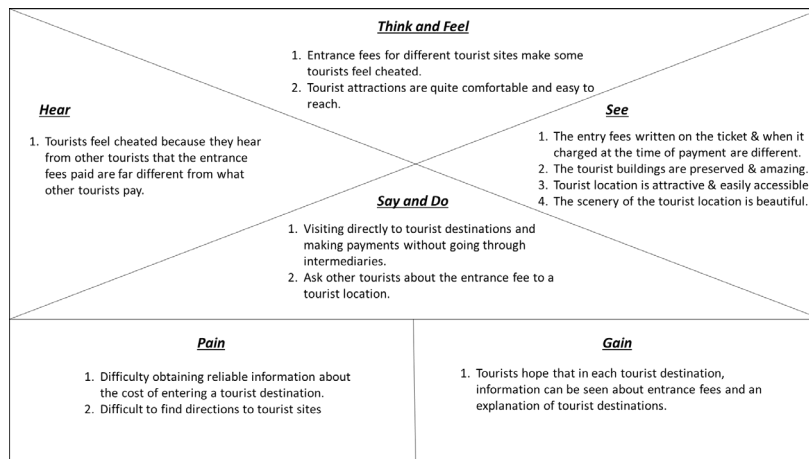 Think and Feel
1. Entrance fees for different tourist sites make some
tourists feel cheated.
2. Tourist attractions are quite comfortable and easy to
reach.
Hear
1. Tourists feel cheated because they hear
from other tourists that the entrance
fees paid are far different from what
other tourists pay.
See
1. The entry fees written on the ticket & when it
charged at the time of payment are different.
2. The tourist buildings are preserved & amazing.
3. Tourist location is attractive & easily accessible
4. The scenery of the tourist location is beautiful.
Say and Do
1. Visiting directly to tourist destinations and
making payments without going through
intermediaries.
2. Ask other tourists about the entrance fee to a
tourist location.
Pain
1. Difficulty obtaining reliable information about
the cost of entering a tourist destination.
2. Difficult to find directions to tourist sites
Gain
1. Tourists hope that in each tourist destination,
information can be seen about entrance fees and an
explanation of tourist destinations.